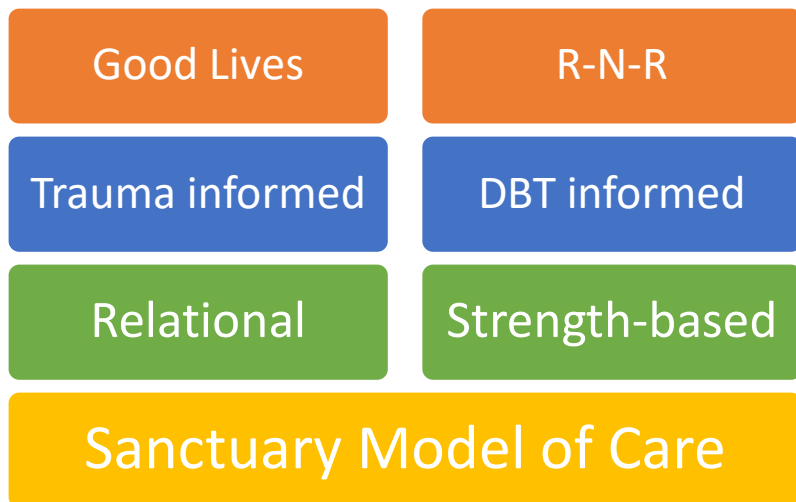 Good Lives
R-N-R
Trauma informed
DBT informed
Relational
Strength-based
Sanctuary Model of Care